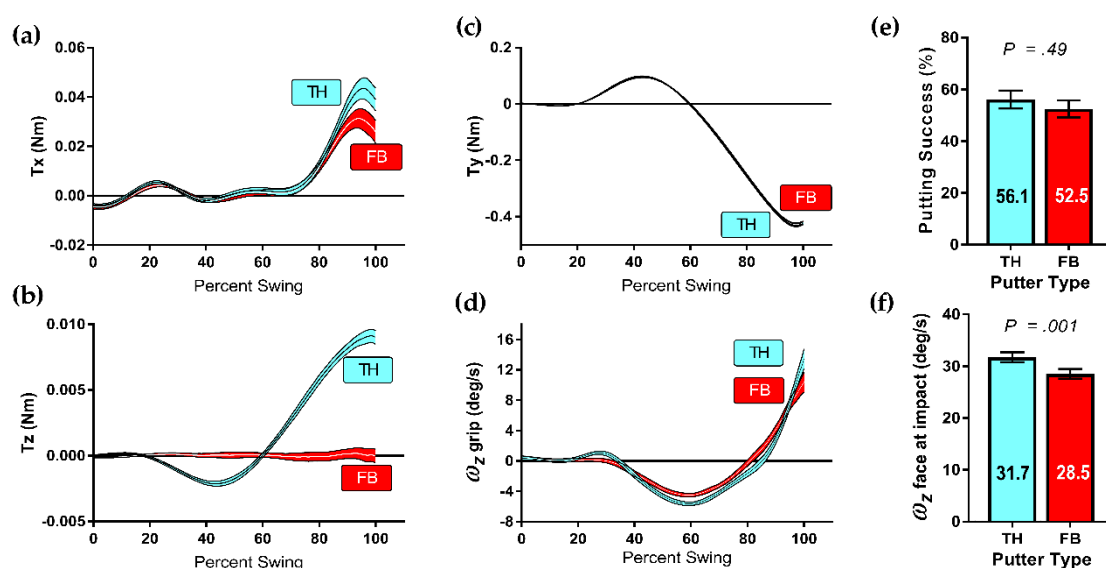 (a)
0.06
0.04
0.02
0.00
-0.02
Tx (Nm)
TH
FB
0 20 40 60 80 100
Percent Swing
(b)
0.010
0.005
0.000
-0.005
Tz (Nm)
TH
FB
0 20 40 60 80 100
Percent Swing
(c)
0.2
0
-0.2
-0.4
Ty (Nm)
FB
TH
0 20 40 60 80 100
Percent Swing
(d)
16
12
8
4
0
-4
-8
ωz grip (deg/s)
TH
FB
0 20 40 60 80 100
Percent Swing
(e)
P = .49
80
60
40
20
0
Putting Success (%)
56.1 52.5
TH FB
Putter Type
(f)
P = .001
40
30
20
10
0
ωz face at impact (deg/s)
31.7 28.5
TH FB
Putter Type